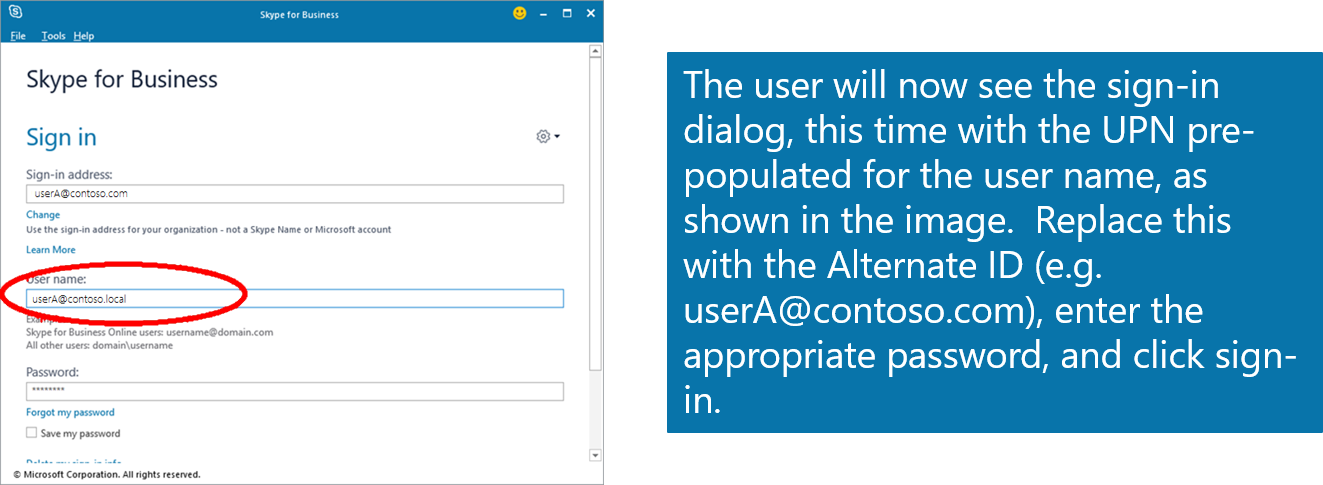 Skype for Business
File Tools Help
Skype for Business
Sign in
Sign-in address:
userA@contoso.com
Change
Use the sign-in address for your organization - not a Skype Name or Microsoft account
Learn More
User name:
userA@contoso.local
Skype for Business Online users: username@domain.com
All other users: domain\username
Password:
********
Forgot my password
Save my password
Delete my sign-in info
© Microsoft Corporation. All rights reserved.
The user will now see the sign-in
dialog, this time with the UPN pre-
populated for the user name, as
shown in the image.  Replace this
with the Alternate ID (e.g.
userA@contoso.com), enter the
appropriate password, and click sign-
in.